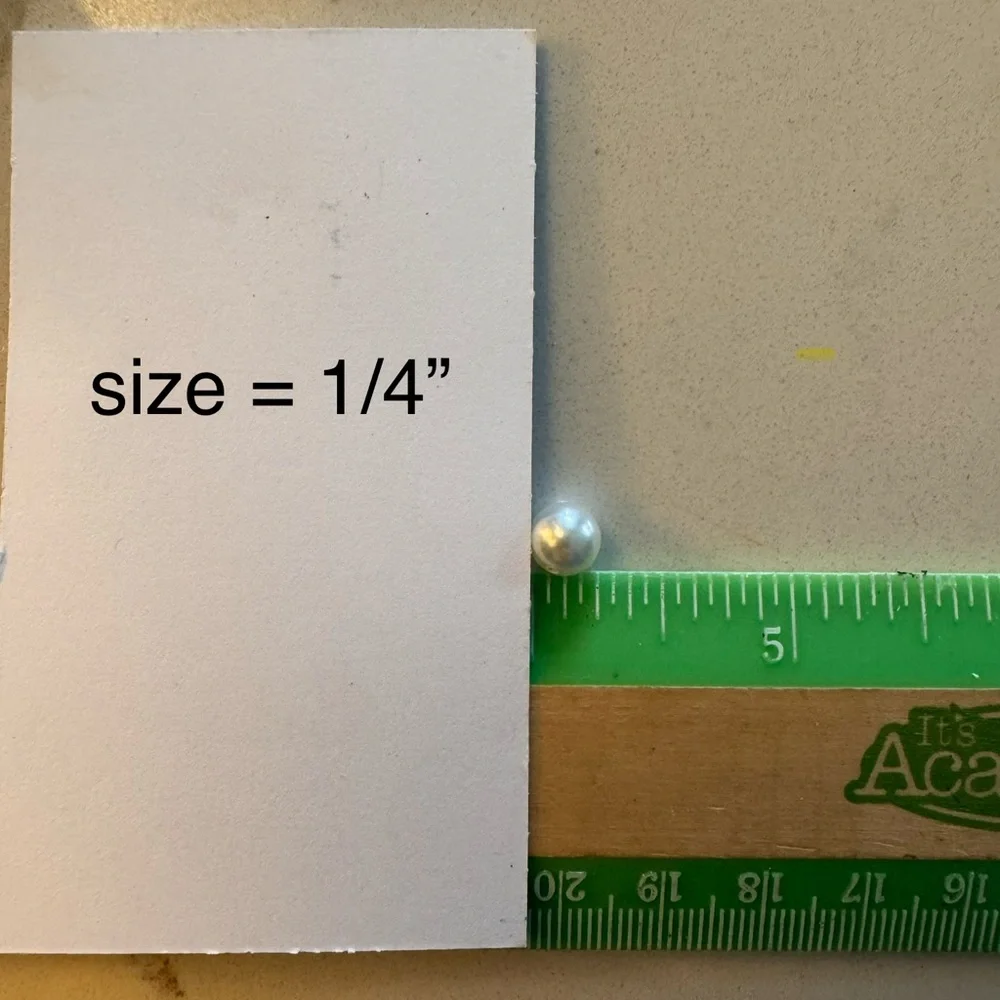 size = 1/4”
5
It's
Aca
20 19 18 17 16